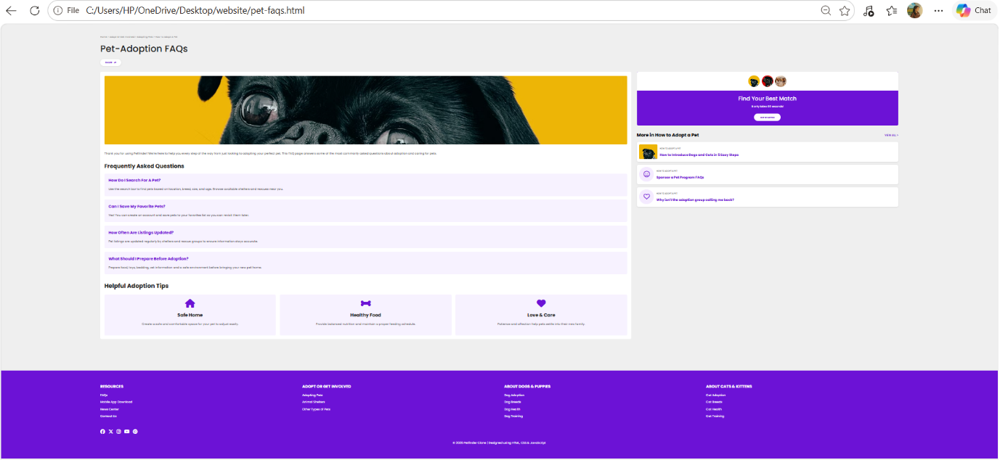 File C:/Users/HP/OneDrive/Desktop/website/pet-faqs.html
Chat
Pet-Adoption FAQs
SHARE
Thank you for using Petfinder! We're here to help you every step of the way from just looking to adopting your perfect pet. This FAQ page answers some of the most commonly asked questions about adoption and caring for pets.
Frequently Asked Questions
How Do I Search For A Pet?
Use the search tool to find pets based on location, breed, size, and age. Browse available shelters and rescues near you.
Can I Save My Favorite Pets?
Yes! You can create an account and save pets to your favorites list so you can revisit them later.
How Often Are Listings Updated?
Pet listings are updated regularly by shelters and rescue groups to ensure information stays accurate.
What Should I Prepare Before Adoption?
Prepare food, toys, bedding, vet information and a safe environment before bringing your new pet home.
Helpful Adoption Tips
Safe Home
Create a safe and comfortable space for your pet to adjust easily.
Healthy Food
Provide balanced nutrition and maintain a proper feeding schedule.
Love & Care
Patience and affection help pets settle into their new family.
Find Your Best Match
It only takes 60 seconds!
GET STARTED
More in How to Adopt a Pet
VIEW ALL >
HOW TO ADOPT A PET
How to Introduce Dogs and Cats in 5 Easy Steps
HOW TO ADOPT A PET
Sponsor a Pet Program FAQs
HOW TO ADOPT A PET
Why isn't the adoption group calling me back?
RESOURCES
FAQs
Mobile App Download
News Center
Contact Us
ADOPT OR GET INVOLVED
Adopting Pets
Animal Shelters
Other Types of Pets
ABOUT DOGS & PUPPIES
Dog Adoption
Dog Breeds
Dog Health
Dog Training
ABOUT CATS & KITTENS
Cat Adoption
Cat Breeds
Cat Health
Cat Training
Petfinder Clone | Designed using HTML, CSS & JavaScript